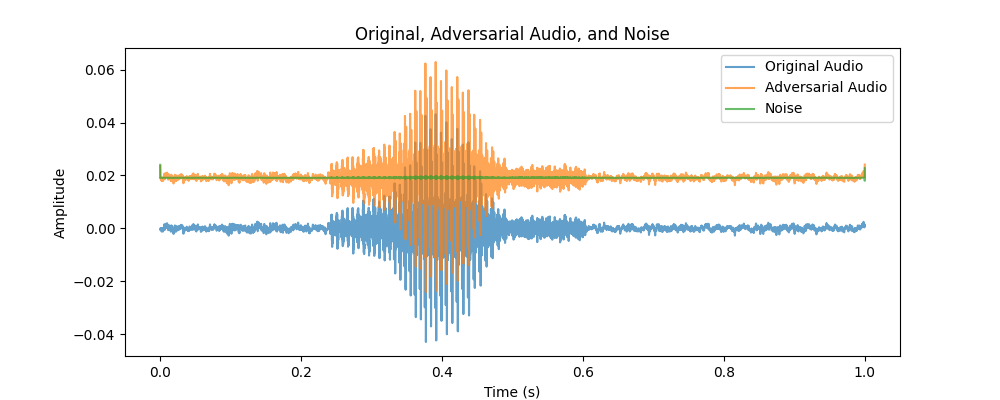 Original, Adversarial Audio, and Noise
Original Audio
Adversarial Audio
Noise
Amplitude
0.06
0.04
0.02
0.00
−0.02
−0.04
0.0 0.2 0.4 0.6 0.8 1.0
Time (s)